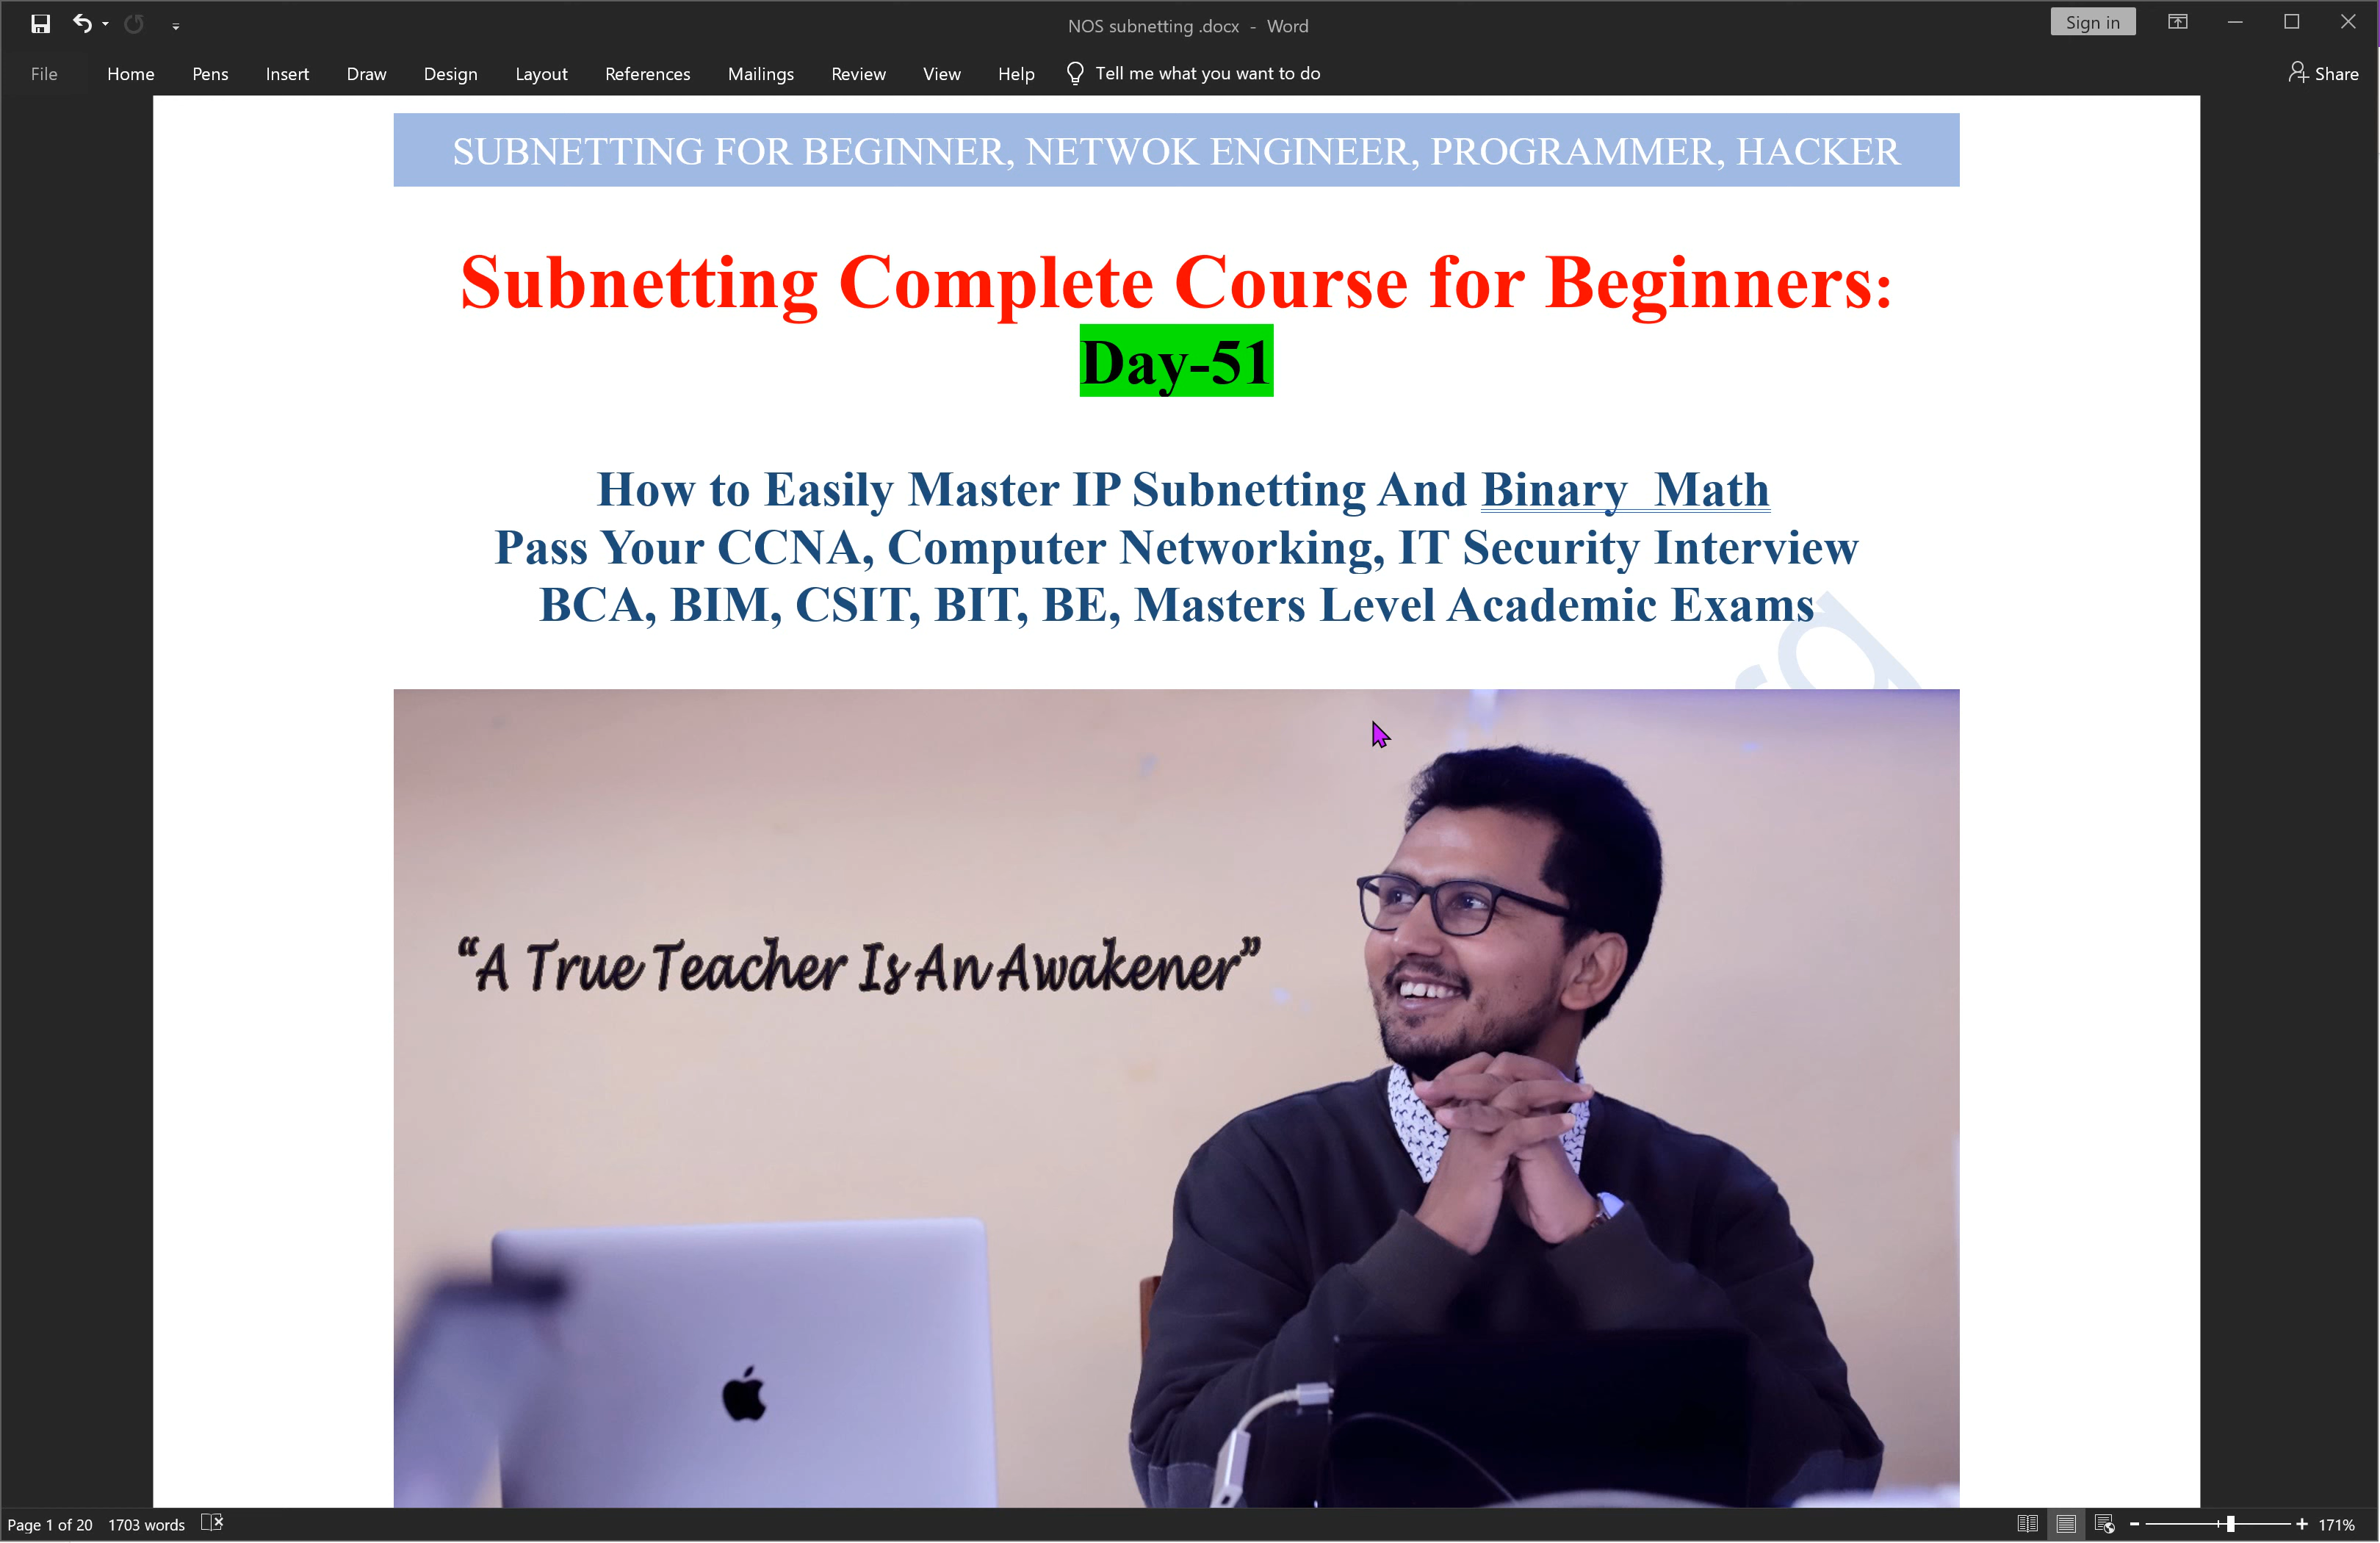 NOS subnetting .docx - Word
Sign in
File Home Pens Insert Draw Design Layout References Mailings Review View Help Tell me what you want to do Share
SUBNETTING FOR BEGINNER, NETWOK ENGINEER, PROGRAMMER, HACKER
Subnetting Complete Course for Beginners:
Day-51
How to Easily Master IP Subnetting And Binary Math
Pass Your CCNA, Computer Networking, IT Security Interview
BCA, BIM, CSIT, BIT, BE, Masters Level Academic Exams
“A True Teacher Is An Awakener”
Page 1 of 20 1703 words 171%